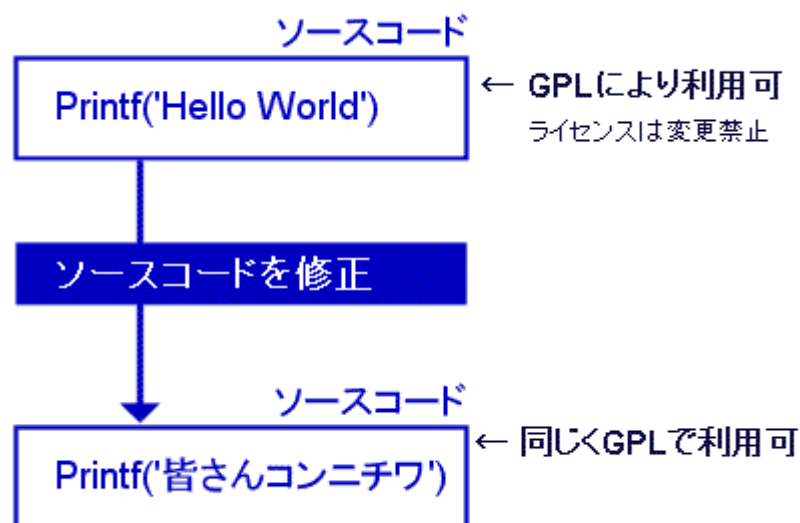 ソースコード
Printf('Hello World')
← GPLにより利用可
ライセンスは変更禁止
ソースコードを修正
ソースコード
Printf('皆さんコンニチワ')
← 同じくGPLで利用可